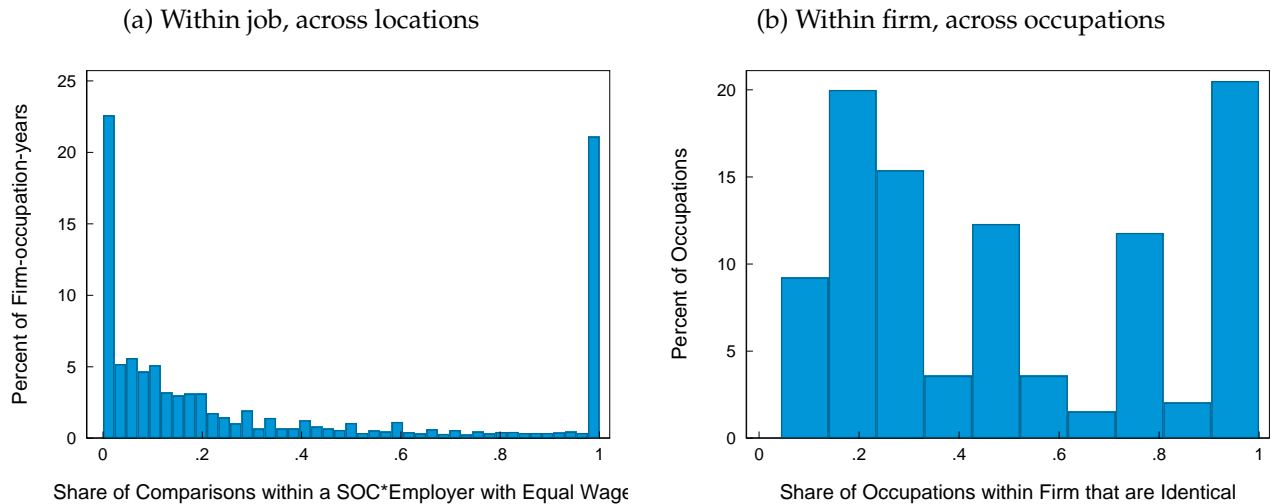 (a) Within job, across locations
(b) Within firm, across occupations
Percent of Firm-occupation-years
25
20
15
10
5
0
0 .2 .4 .6 .8 1
Share of Comparisons within a SOC*Employer with Equal Wage
Percent of Occupations
20
15
10
5
0
0 .2 .4 .6 .8 1
Share of Occupations within Firm that are Identical